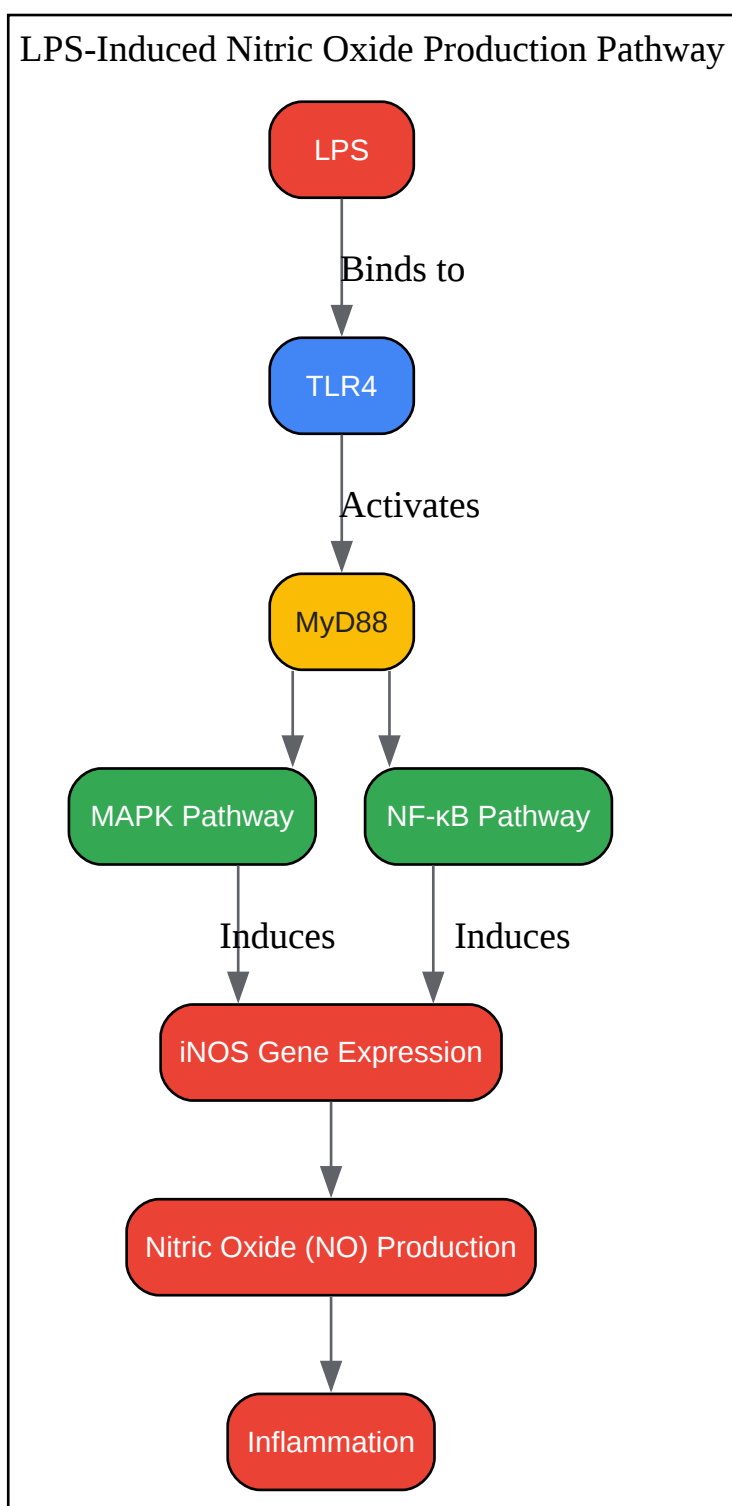 LPS-Induced Nitric Oxide Production Pathway
LPS
Binds to
TLR4
Activates
MyD88
MAPK Pathway
NF-κB Pathway
Induces
Induces
iNOS Gene Expression
Nitric Oxide (NO) Production
Inflammation